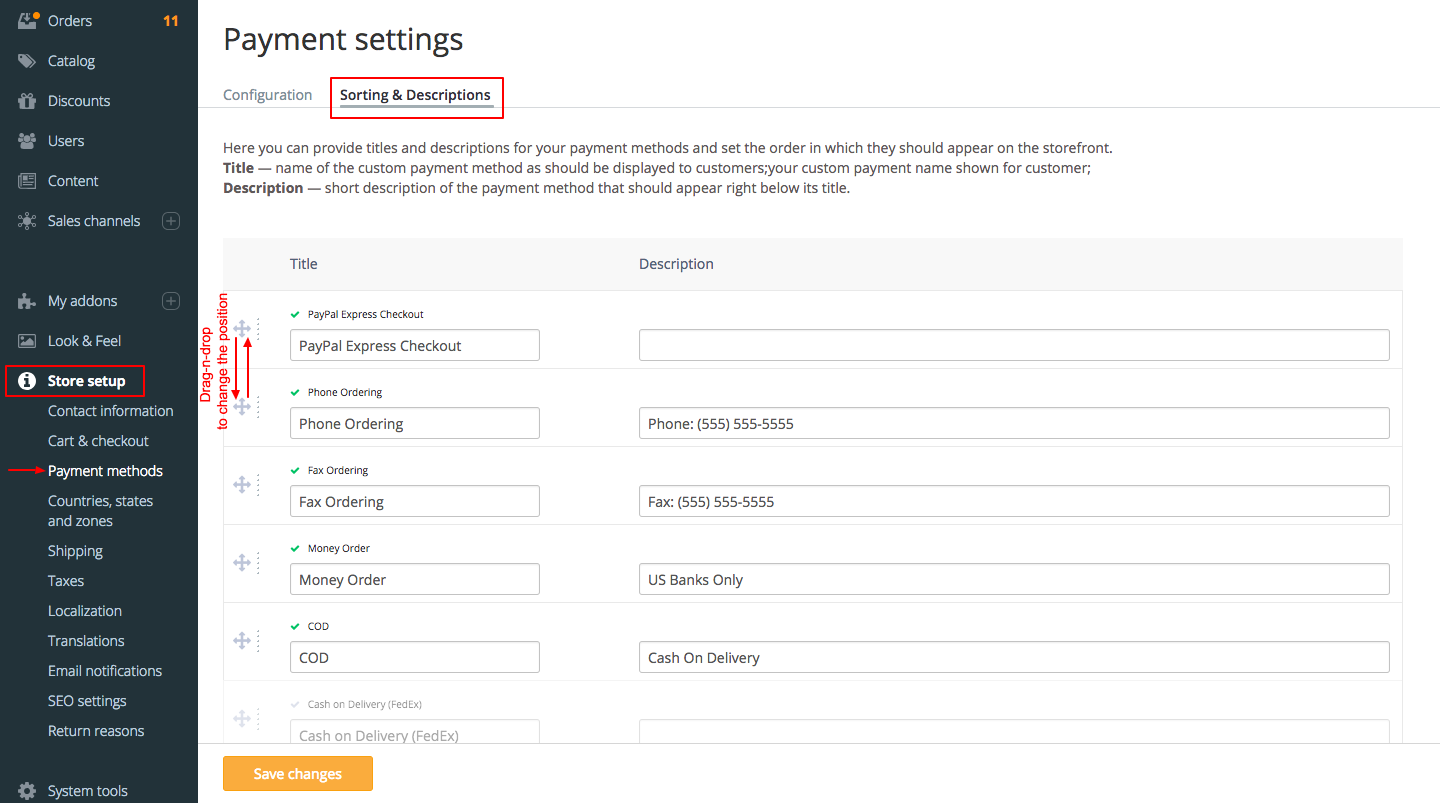 Orders 11
Catalog
Discounts
Users
Content
Sales channels
My addons
Look & Feel
Store setup
Contact information
Cart & checkout
Payment methods
Countries, states
and zones
Shipping
Taxes
Localization
Translations
Email notifications
SEO settings
Return reasons
System tools
Payment settings
Configuration Sorting & Descriptions
Here you can provide titles and descriptions for your payment methods and set the order in which they should appear on the storefront.
Title — name of the custom payment method as should be displayed to customers;your custom payment name shown for customer;
Description — short description of the payment method that should appear right below its title.
Title Description
Drag-n-drop
to change the position
PayPal Express Checkout
PayPal Express Checkout
Phone Ordering
Phone Ordering Phone: (555) 555-5555
Fax Ordering
Fax Ordering Fax: (555) 555-5555
Money Order
Money Order US Banks Only
COD
COD Cash On Delivery
Cash on Delivery (FedEx)
Cash on Delivery (FedEx)
Save changes